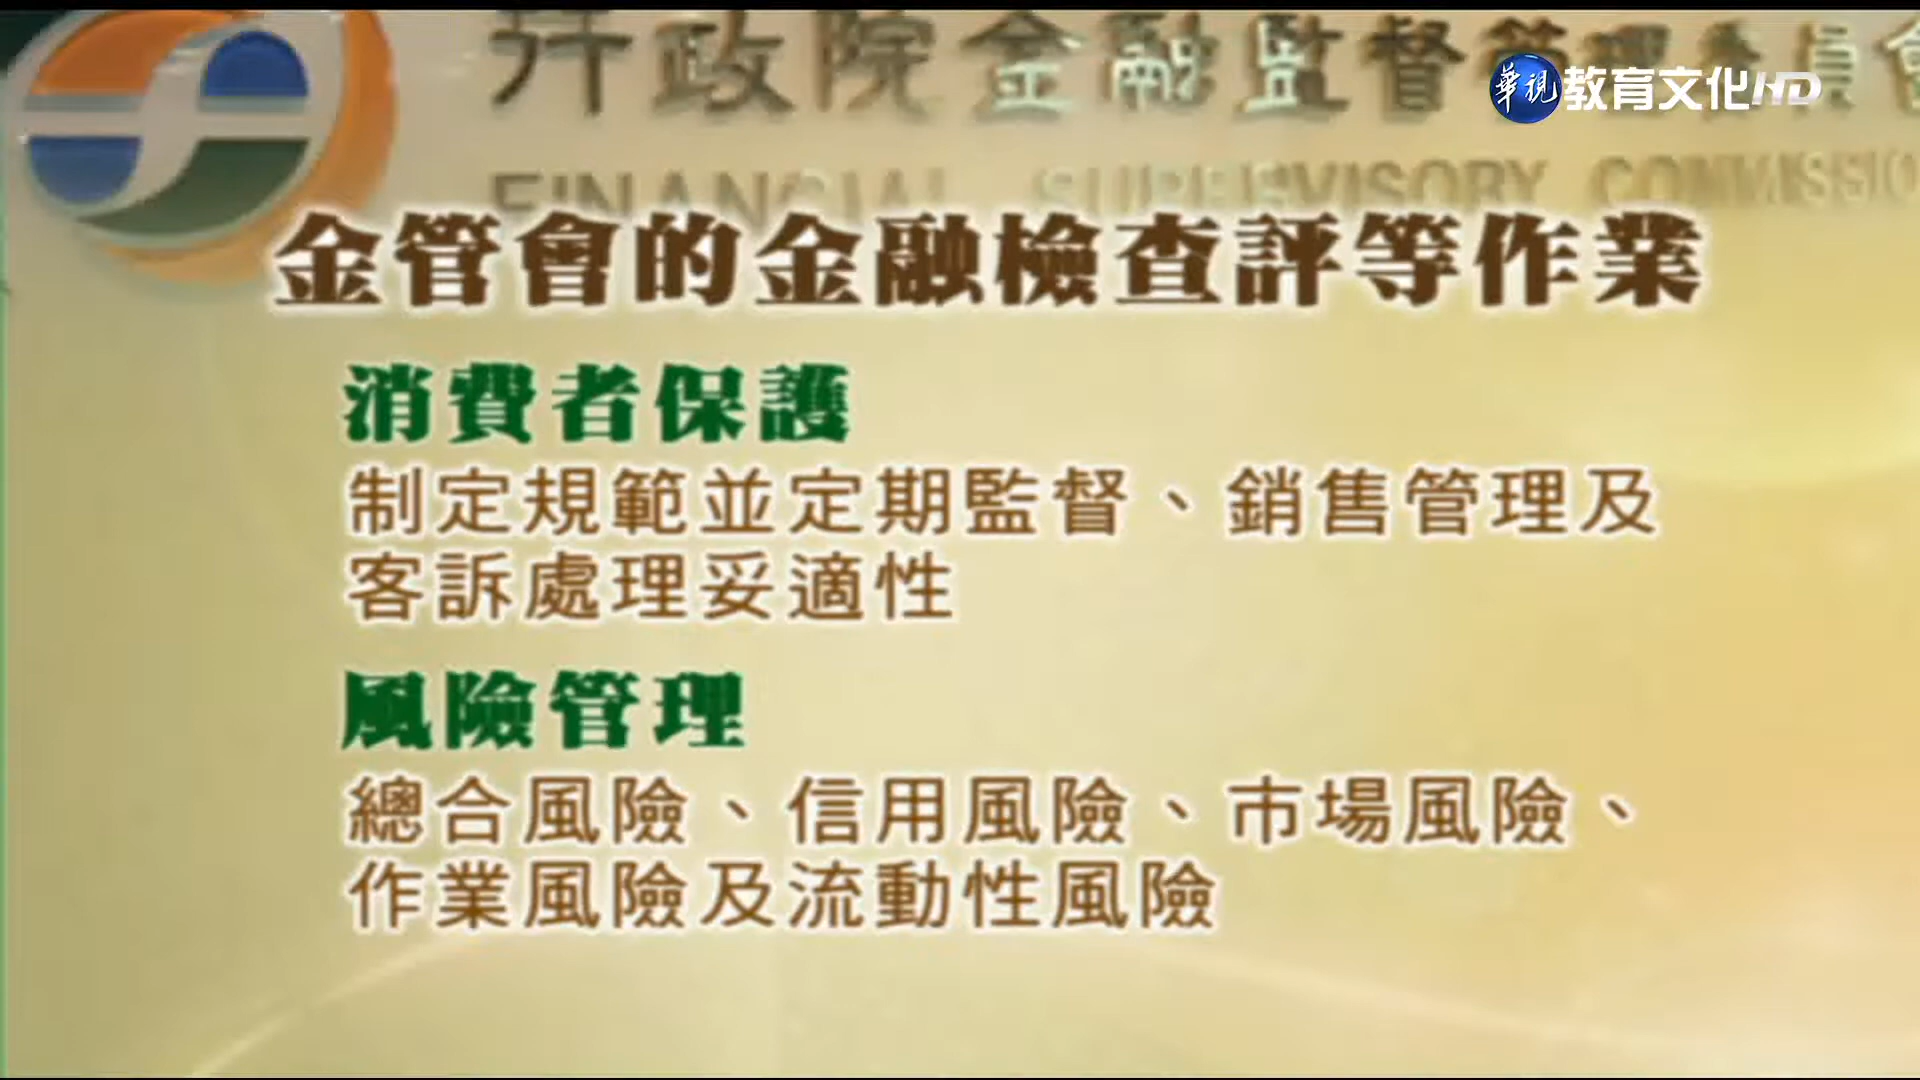 行政院金融監督管理委員會
華視 教育文化HD
FINANCIAL SUPERVISORY COMMISSIO
金管會的金融檢查評等作業
消費者保護
制定規範並定期監督、銷售管理及
客訴處理妥適性
風險管理
總合風險、信用風險、市場風險、
作業風險及流動性風險